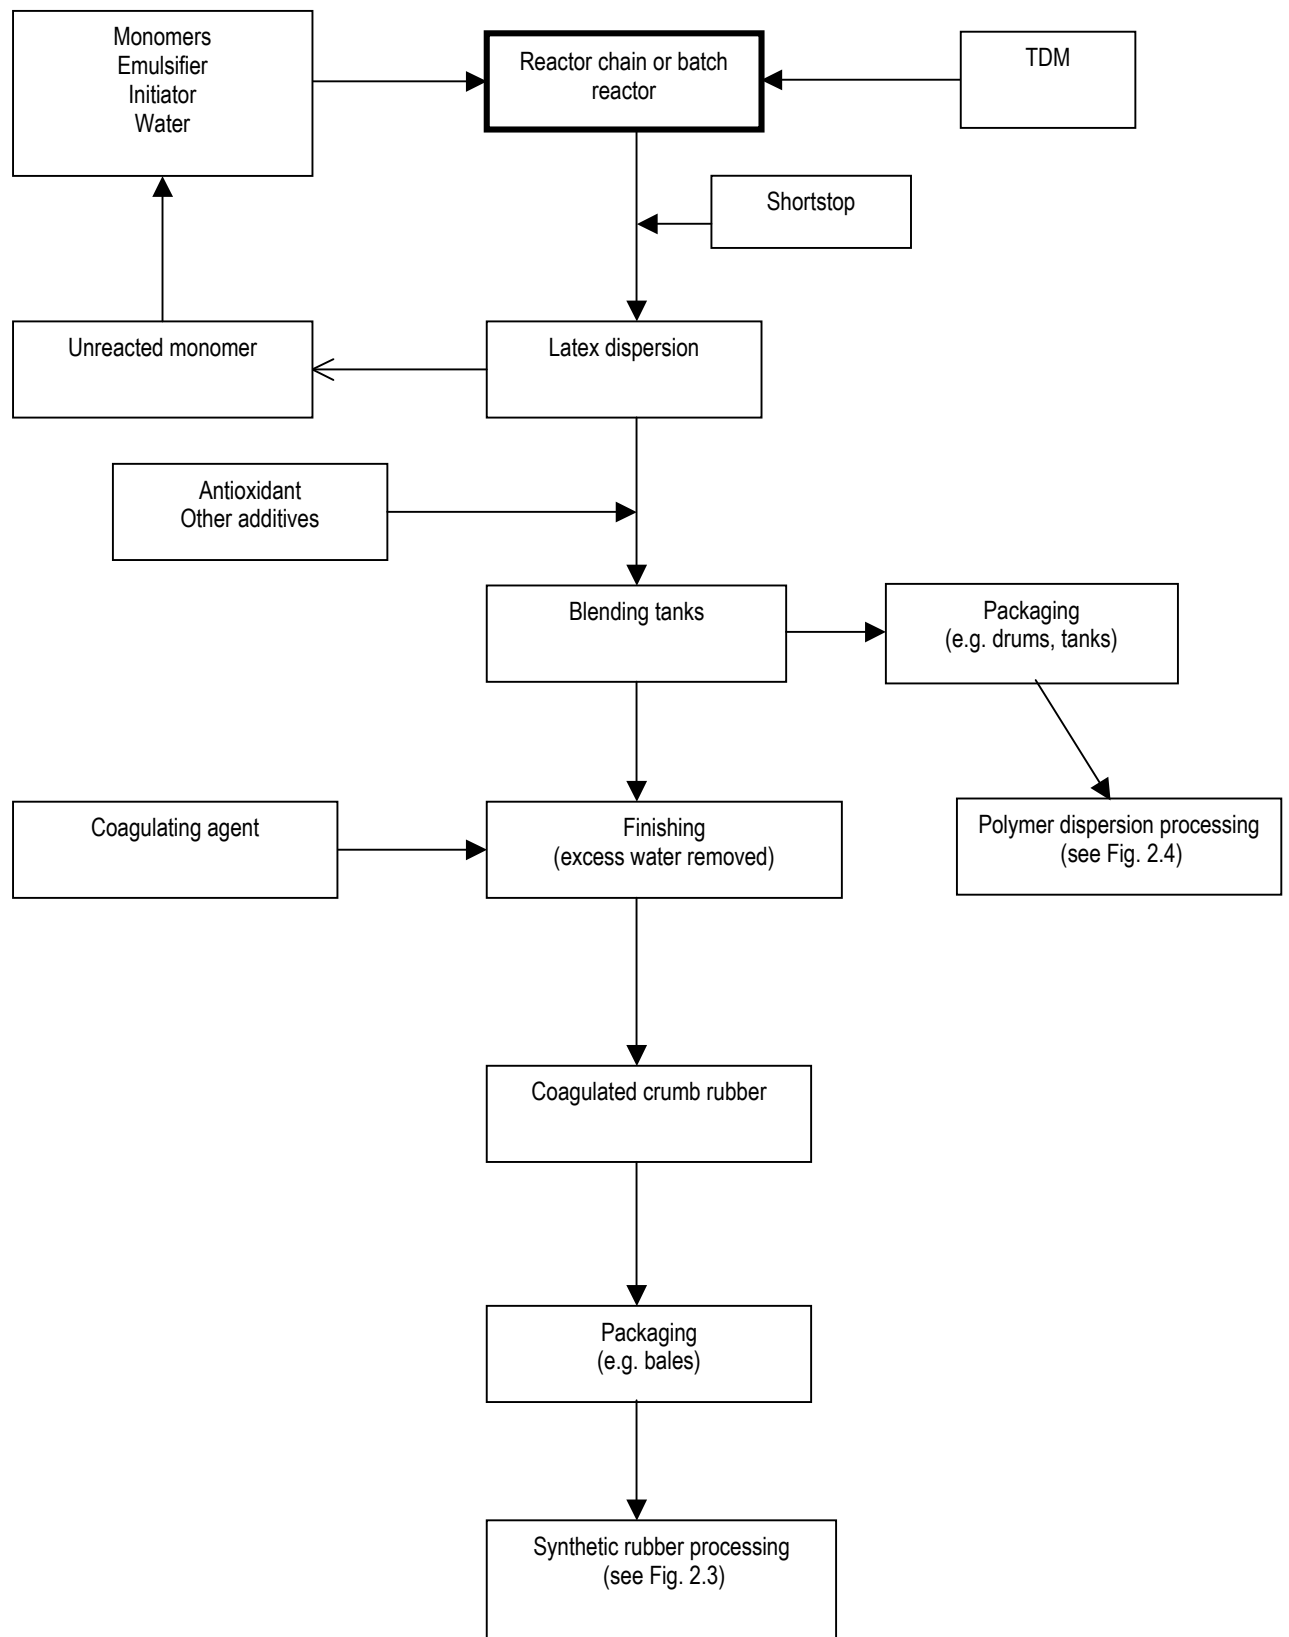 Monomers
Emulsifier
Initiator
Water
Reactor chain or batch
reactor
TDM
Shortstop
Unreacted monomer
Latex dispersion
Antioxidant
Other additives
Blending tanks
Packaging
(e.g. drums, tanks)
Coagulating agent
Finishing
(excess water removed)
Polymer dispersion processing
(see Fig. 2.4)
Coagulated crumb rubber
Packaging
(e.g. bales)
Synthetic rubber processing
(see Fig. 2.3)